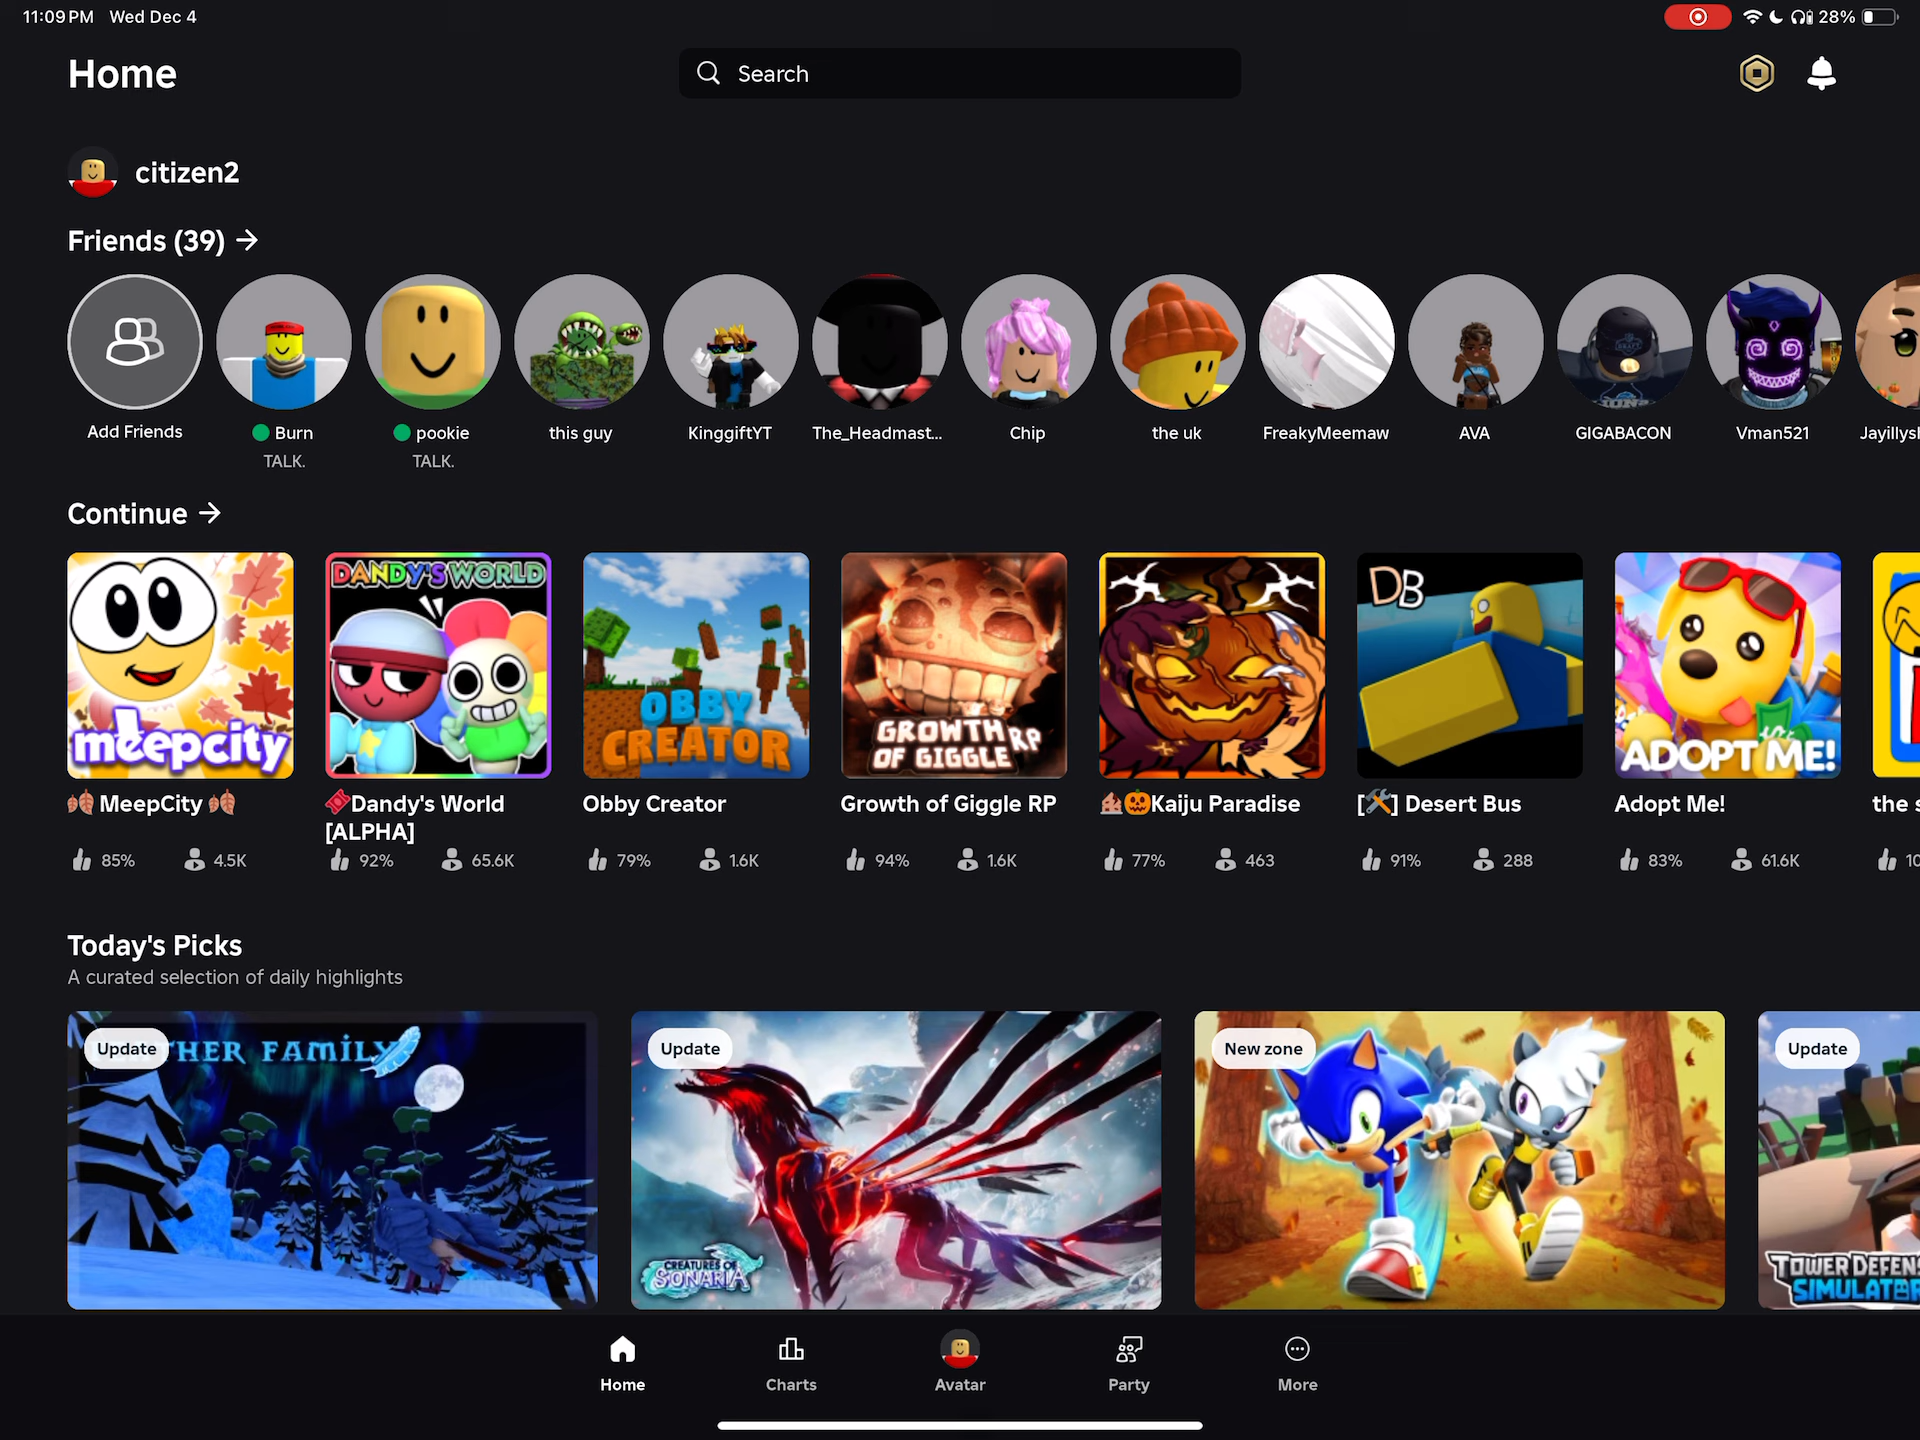 11:09 PM Wed Dec 4
28%
Home
Search
citizen2
Friends (39)
Add Friends
Burn
pookie
this guy
KinggiftYT
The_Headmast...
Chip
the uk
FreakyMeemaw
AVA
GIGABACON
Vman521
TALK.
TALK.
Continue
meepcity
DANDY'S WORLD
OBBY
CREATOR
GROWTH
OF GIGGLE RP
DB
ADOPT ME!
MeepCity
Dandy's World
[ALPHA]
Obby Creator
Growth of Giggle RP
Kaiju Paradise
[🛠] Desert Bus
Adopt Me!
the
85% 4.5K
92% 65.6K
79% 1.6K
94% 1.6K
77% 463
91% 288
83% 61.6K
Today's Picks
A curated selection of daily highlights
Update
FAMILY
Update
CREATURES OF
SONARIA
New zone
Update
TOWER
Home
Charts
Avatar
Party
More